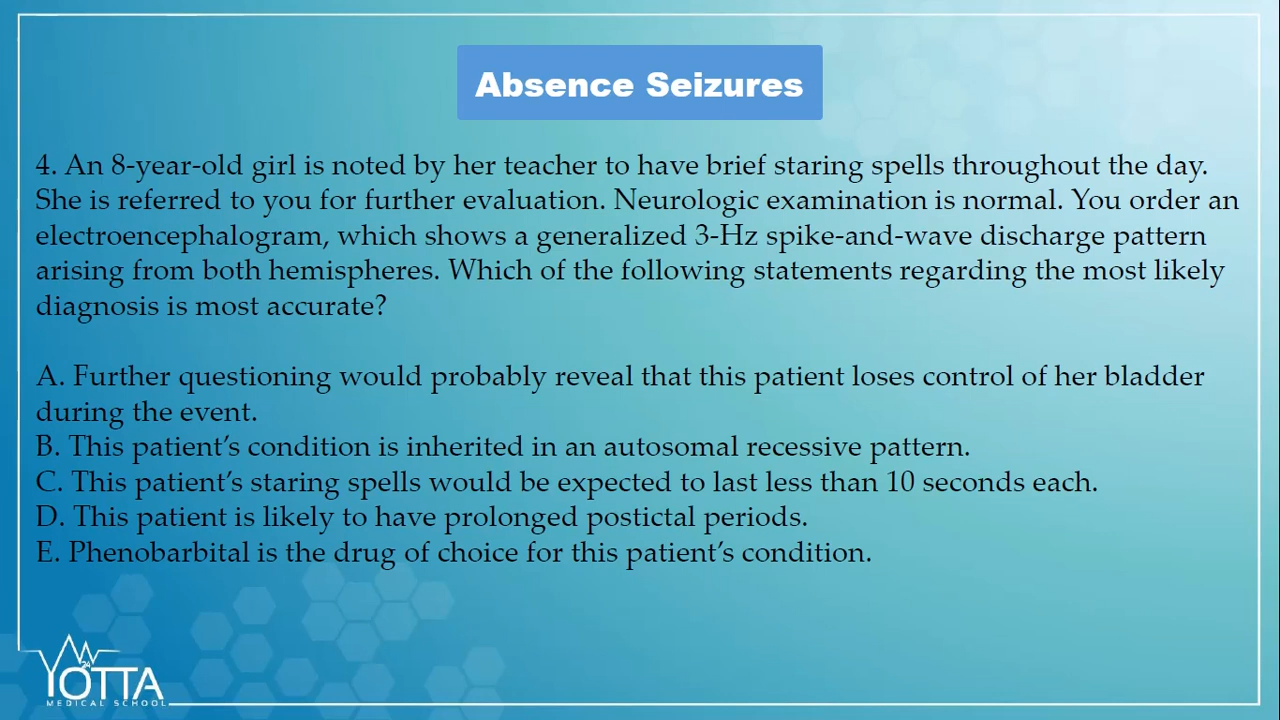 Absence Seizures
4. An 8-year-old girl is noted by her teacher to have brief staring spells throughout the day.
She is referred to you for further evaluation. Neurologic examination is normal. You order an
electroencephalogram, which shows a generalized 3-Hz spike-and-wave discharge pattern
arising from both hemispheres. Which of the following statements regarding the most likely
diagnosis is most accurate?
A. Further questioning would probably reveal that this patient loses control of her bladder
during the event.
B. This patient’s condition is inherited in an autosomal recessive pattern.
C. This patient’s staring spells would be expected to last less than 10 seconds each.
D. This patient is likely to have prolonged postictal periods.
E. Phenobarbital is the drug of choice for this patient’s condition.
24
YOTTA
MEDICAL SCHOOL